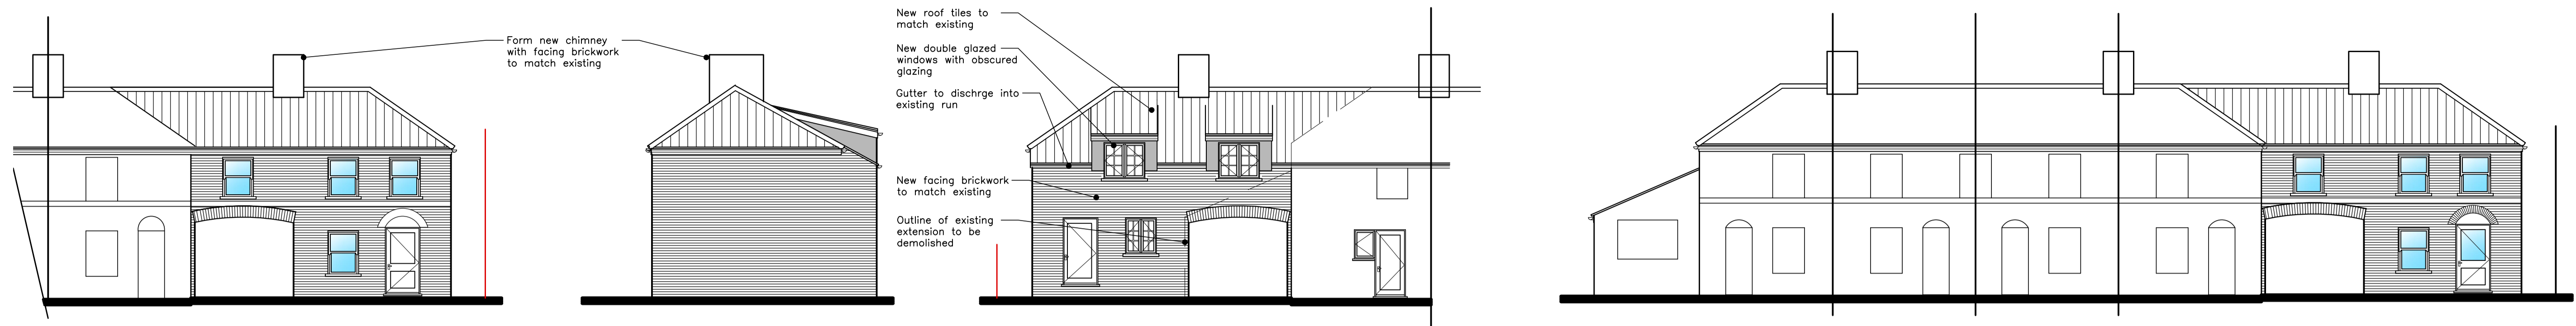 Form new chimney
with facing brickwork
to match existing
New roof tiles to
match existing
New double glazed
windows with obscured
glazing
Gutter to dischrge into
existing run
New facing brickwork
to match existing
Outline of existing
extension to be
demolished